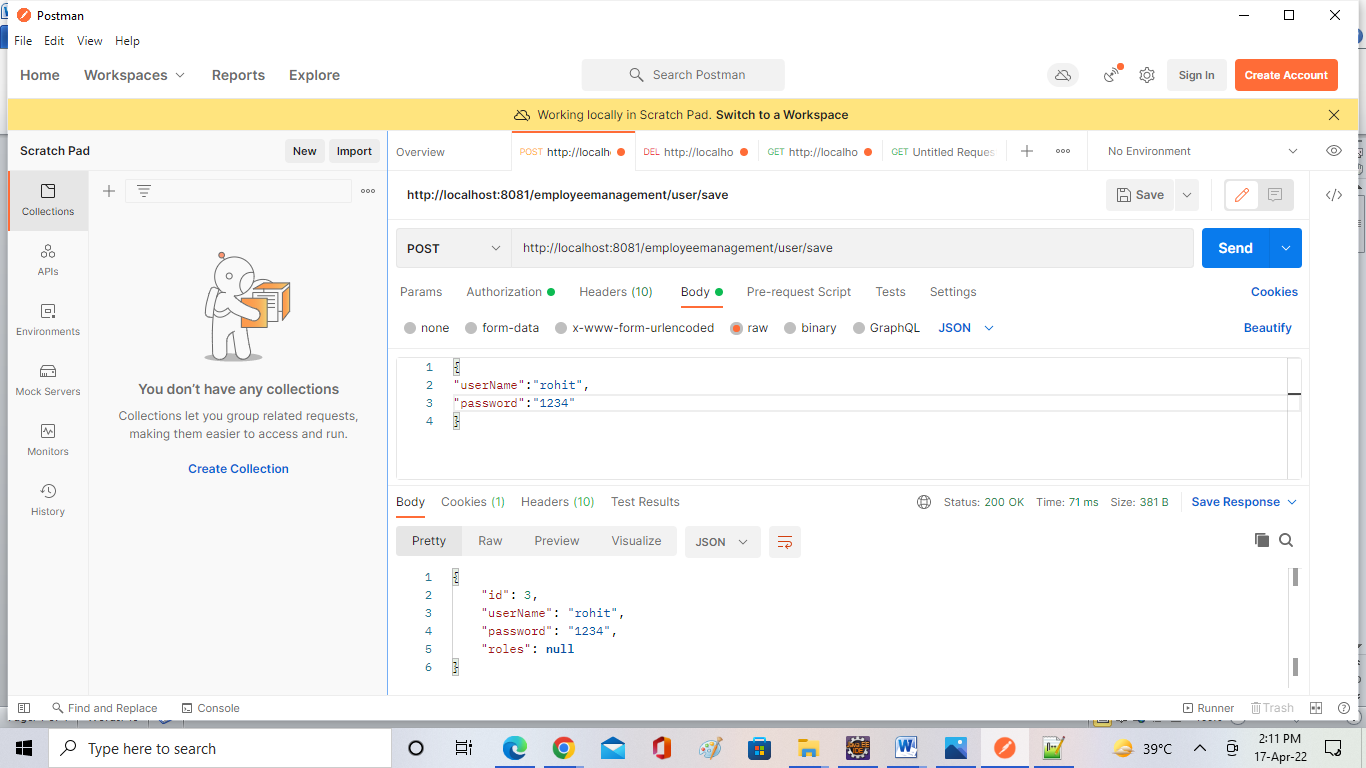 Postman
File Edit View Help
Home Workspaces Reports Explore Search Postman Sign In Create Account
Working locally in Scratch Pad. Switch to a Workspace
Scratch Pad New Import Overview POST http://localh DEL http://localho GET http://localho GET Untitled Reques No Environment
http://localhost:8081/employeemanagement/user/save Save
Collections
APIs
Environments
Mock Servers
Monitors
History
You don't have any collections
Collections let you group related requests,
making them easier to access and run.
Create Collection
POST http://localhost:8081/employeemanagement/user/save Send
Params Authorization Headers (10) Body Pre-request Script Tests Settings Cookies
none form-data x-www-form-urlencoded raw binary GraphQL JSON Beautify
1 {
2 "userName":"rohit",
3 "password":"1234"
4 }
Body Cookies (1) Headers (10) Test Results Status: 200 OK Time: 71 ms Size: 381 B Save Response
Pretty Raw Preview Visualize JSON
1 {
2 "id": 3,
3 "userName": "rohit",
4 "password": "1234",
5 "roles": null
6 }
Find and Replace Console Runner Trash
Type here to search 39°C 2:11 PM
17-Apr-22